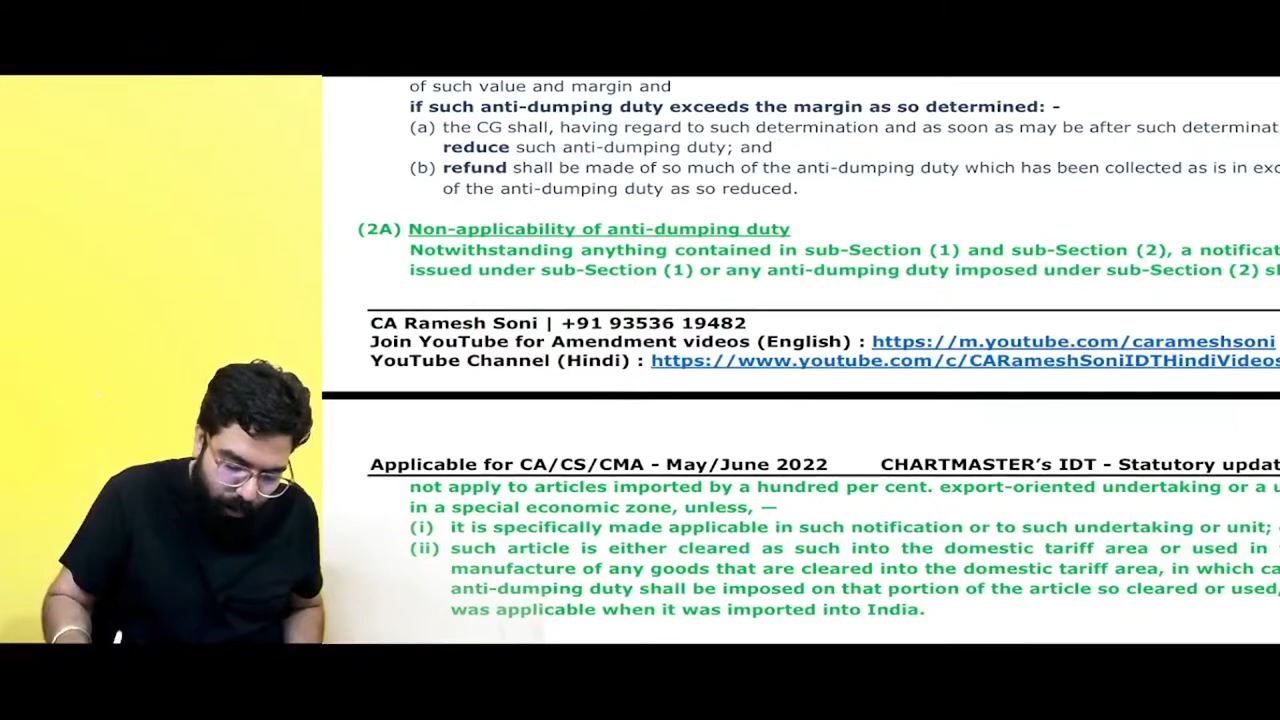 of such value and margin and
if such anti-dumping duty exceeds the margin as so determined: -
(a) the CG shall, having regard to such determination and as soon as may be after such
reduce such anti-dumping duty; and
(b) refund shall be made of so much of the anti-dumping duty which has been collected as is in
of the anti-dumping duty as so reduced.
(2A) Non-applicability of anti-dumping duty
Notwithstanding anything contained in sub-Section (1) and sub-Section (2), a
issued under sub-Section (1) or any anti-dumping duty imposed under sub-Section (2)
CA Ramesh Soni | +91 93536 19482
Join YouTube for Amendment videos (English) : https://m.youtube.com/carameshsoni
YouTube Channel (Hindi) : https://www.youtube.com/c/CARameshSoniIDTHindiVideos
Applicable for CA/CS/CMA - May/June 2022 CHARTMASTER's IDT - Statutory
not apply to articles imported by a hundred per cent. export-oriented undertaking or a
in a special economic zone, unless, —
(i) it is specifically made applicable in such notification or to such undertaking or unit;
(ii) such article is either cleared as such into the domestic tariff area or used in
manufacture of any goods that are cleared into the domestic tariff area, in which
anti-dumping duty shall be imposed on that portion of the article so cleared or used,
was applicable when it was imported into India.